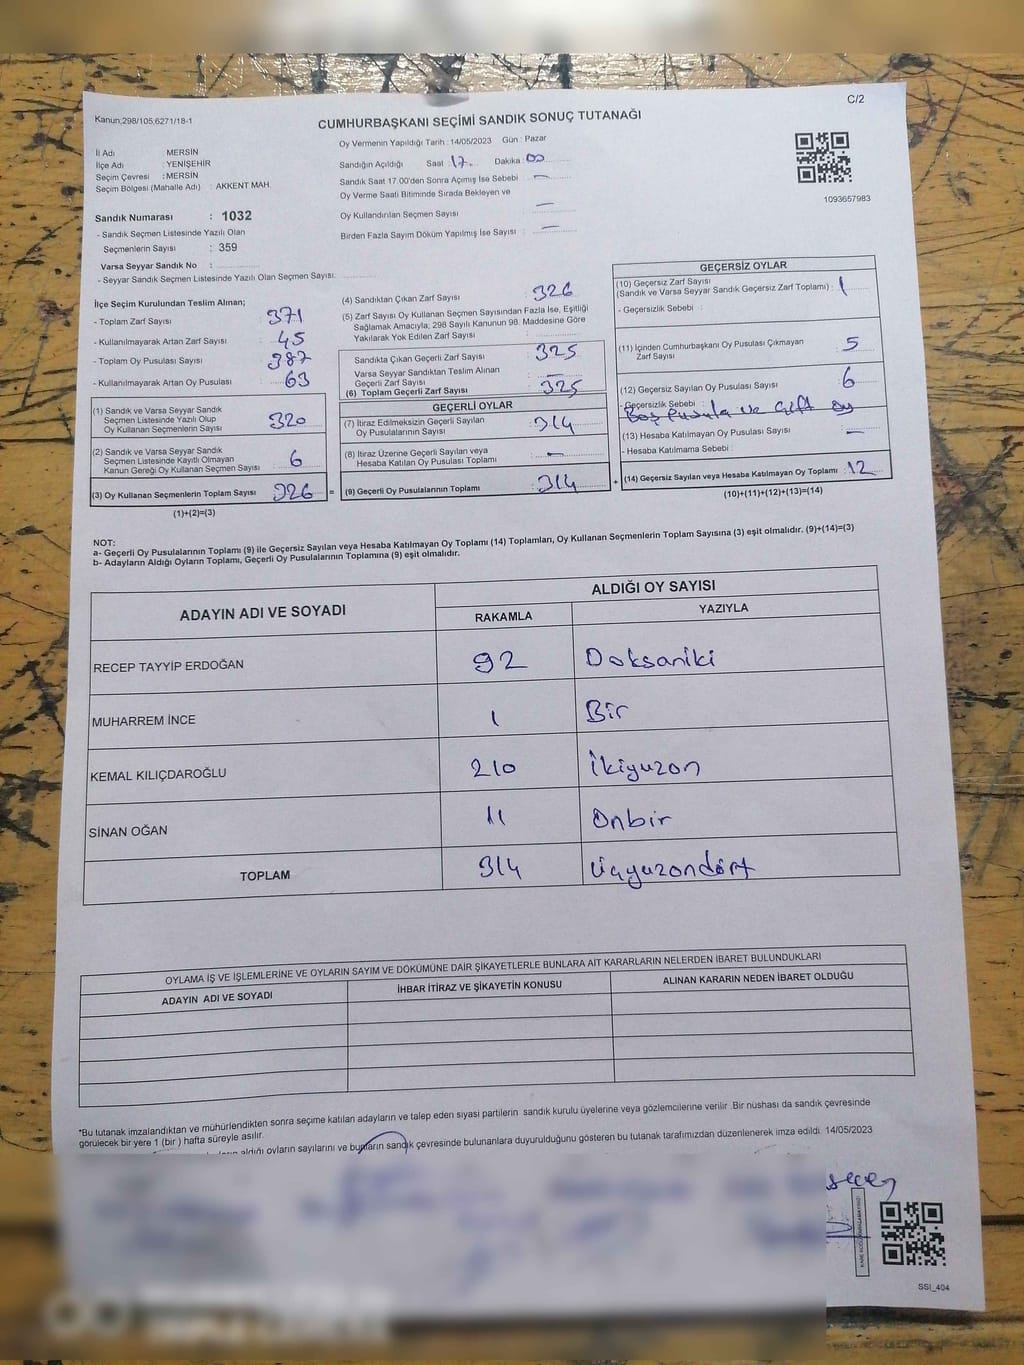 C/2
Kanun;298/105,6271/18-1
CUMHURBAŞKANI SEÇİMİ SANDIK SONUÇ TUTANAĞI
İl Adı : MERSİN
İlçe Adı : YENİŞEHİR
Seçim Çevresi : MERSİN
Seçim Bölgesi (Mahalle Adı) : AKKENT MAH
Sandık Numarası : 1032
- Sandık Seçmen Listesinde Yazılı Olan
Seçmenlerin Sayısı : 359
Varsa Seyyar Sandık No :
- Seyyar Sandık Seçmen Listesinde Yazılı Olan Seçmen Sayısı:
Oy Vermenin Yapıldığı Tarih : 14/05/2023 Gün : Pazar
Sandığın Açıldığı Saat 17. Dakika : 00
Sandık Saat 17.00'den Sonra Açımış İse Sebebi —
Oy Verme Saati Bitiminde Sırada Bekleyen ve
Oy Kullandırılan Seçmen Sayısı —
Birden Fazla Sayım Döküm Yapılmış İse Sayısı : —
1093657983
İlçe Seçim Kurulundan Teslim Alınan;
- Toplam Zarf Sayısı 371
- Kullanılmayarak Artan Zarf Sayısı 45
- Toplam Oy Pusulası Sayısı 387
- Kullanılmayarak Artan Oy Pusulası 63
(1) Sandık ve Varsa Seyyar Sandık
Seçmen Listesinde Yazılı Olup
Oy Kullanan Seçmenlerin Sayısı 320
(2) Sandık ve Varsa Seyyar Sandık
Seçmen Listesinde Kayıtlı Olmayan
Kanun Gereği Oy Kullanan Seçmen Sayısı 6
(3) Oy Kullanan Seçmenlerin Toplam Sayısı 326 =
(1)+(2)=(3)
(4) Sandıktan Çıkan Zarf Sayısı 326
(5) Zarf Sayısı Oy Kullanan Seçmen Sayısından Fazla İse, Eşitliği
Sağlamak Amacıyla; 298 Sayılı Kanunun 98. Maddesine Göre
Yakılarak Yok Edilen Zarf Sayısı :
Sandıkta Çıkan Geçerli Zarf Sayısı 325
Varsa Seyyar Sandıktan Teslim Alınan
Geçerli Zarf Sayısı —
(6) Toplam Geçerli Zarf Sayısı 325
GEÇERLİ OYLAR
(7) İtiraz Edilmeksizin Geçerli Sayılan
Oy Pusulalarının Sayısı 314
(8) İtiraz Üzerine Geçerli Sayılan veya
Hesaba Katılan Oy Pusulası Toplamı —
(9) Geçerli Oy Pusulalarının Toplamı 314 +
GEÇERSİZ OYLAR
(10) Geçersiz Zarf Sayısı
(Sandık ve Varsa Seyyar Sandık Geçersiz Zarf Toplamı) : 1
- Geçersizlik Sebebi :
(11) İçinden Cumhurbaşkanı Oy Pusulası Çıkmayan
Zarf Sayısı 5
(12) Geçersiz Sayılan Oy Pusulası Sayısı 6
- Geçersizlik Sebebi :
Boş Pusula ve çift oy
(13) Hesaba Katılmayan Oy Pusulası Sayısı —
- Hesaba Katılmama Sebebi :
(14) Geçersiz Sayılan veya Hesaba Katılmayan Oy Toplamı 12
(10)+(11)+(12)+(13)=(14)
NOT:
a- Geçerli Oy Pusulalarının Toplamı (9) ile Geçersiz Sayılan veya Hesaba Katılmayan Oy Toplamı (14) Toplamları, Oy Kullanan Seçmenlerin Toplam Sayısına (3) eşit olmalıdır. (9)+(14)=(3)
b- Adayların Aldığı Oyların Toplamı, Geçerli Oy Pusulalarının Toplamına (9) eşit olmalıdır.
ADAYIN ADI VE SOYADI ALDIĞI OY SAYISI
RAKAMLA YAZIYLA
RECEP TAYYİP ERDOĞAN 92 Doksaniki
MUHARREM İNCE 1 Bir
KEMAL KILIÇDAROĞLU 210 İkiyuzon
SİNAN OĞAN 11 Onbir
TOPLAM 314 Üçyuzondört
OYLAMA İŞ VE İŞLEMLERİNE VE OYLARIN SAYIM VE DÖKÜMÜNE DAİR ŞİKAYETLERLE BUNLARA AİT KARARLARIN NELERDEN İBARET BULUNDUKLARI
ADAYIN ADI VE SOYADI İHBAR İTİRAZ VE ŞİKAYETİN KONUSU ALINAN KARARIN NEDEN İBARET OLDUĞU
*Bu tutanak imzalandıktan ve mühürlendikten sonra seçime katılan adayların ve talep eden siyasi partilerin sandık kurulu üyelerine veya gözlemcilerine verilir .Bir nüshası da sandık çevresinde
görülecek bir yere 1 (bir ) hafta süreyle asılır.
aldığı oyların sayılarını ve bunların sandık çevresinde bulunanlara duyurulduğunu gösteren bu tutanak tarafımızdan düzenlenerek imza edildi. 14/05/2023
SSI_404